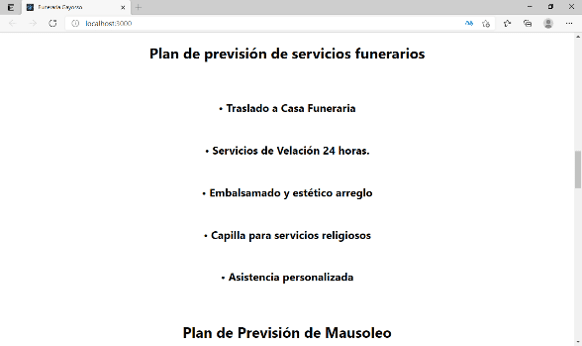 Funeraria Gayosso
localhost:3000
Plan de previsión de servicios funerarios
• Traslado a Casa Funeraria
• Servicios de Velación 24 horas.
• Embalsamado y estético arreglo
• Capilla para servicios religiosos
• Asistencia personalizada
Plan de Previsión de Mausoleo